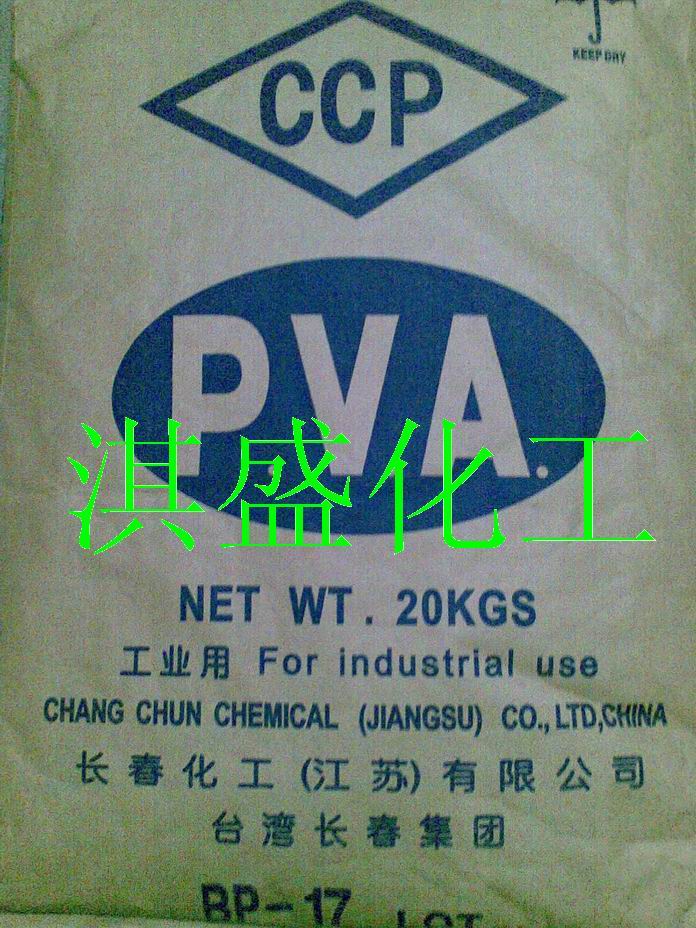 KEEP DRY
CCP
P.V.A.
淇盛化工
NET WT. 20KGS
工业用 For industrial use
CHANG CHUN CHEMICAL (JIANGSU) CO., LTD,CHINA
长春化工(江苏)有限公司
台湾长春集团
BP-17 LOT